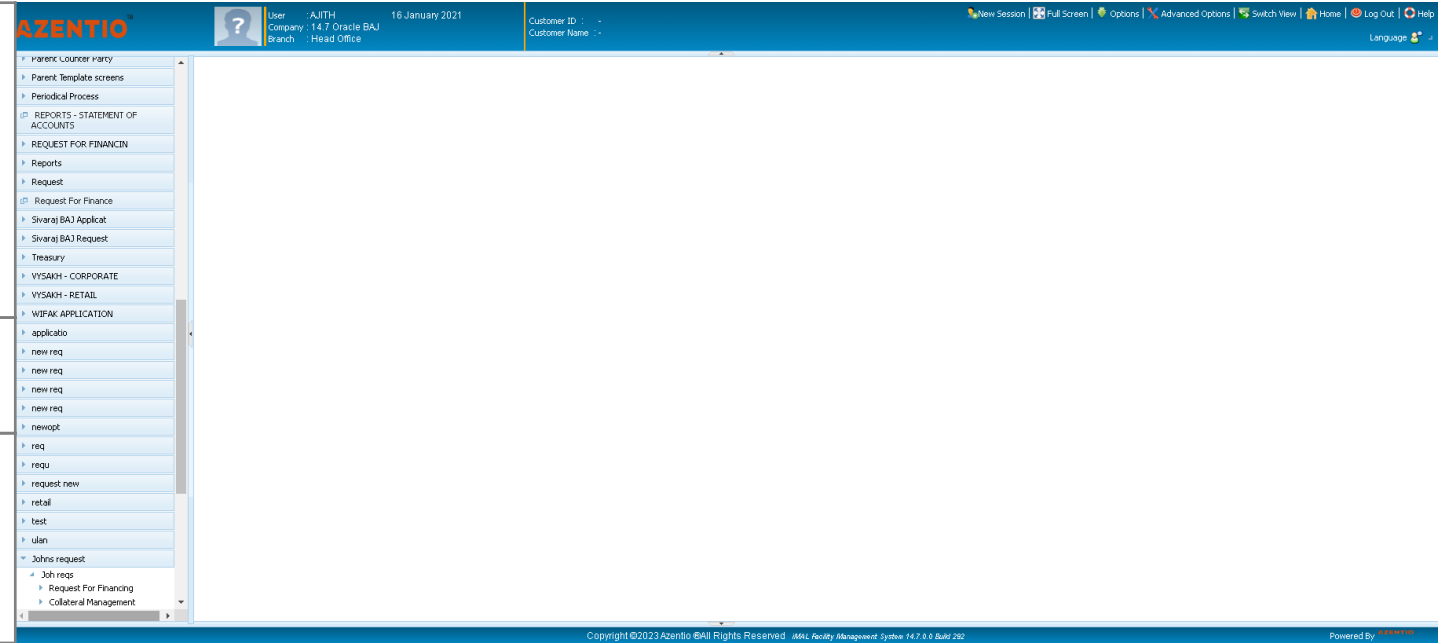 AZENTIO
User : AJITH 16 January 2021
Company : 14.7 Oracle BAJ
Branch : Head Office
Customer ID : -
Customer Name : -
New Session | Full Screen | Options | Advanced Options | Switch View | Home | Log Out | Help
Language
Parent Counter Party
Parent Template screens
Periodical Process
REPORTS - STATEMENT OF
ACCOUNTS
REQUEST FOR FINANCIN
Reports
Request
Request For Finance
Sivaraj BAJ Applicat
Sivaraj BAJ Request
Treasury
VYSAKH - CORPORATE
VYSAKH - RETAIL
WIFAK APPLICATION
applicatio
new req
new req
new req
new req
newopt
req
requ
request new
retail
test
ulan
Johns request
Joh reqs
Request For Financing
Collateral Management
Copyright©2023 Azentio ®All Rights Reserved iMAL Facility Management System 14.7.0.0 Build 292
Powered By AZENTIO